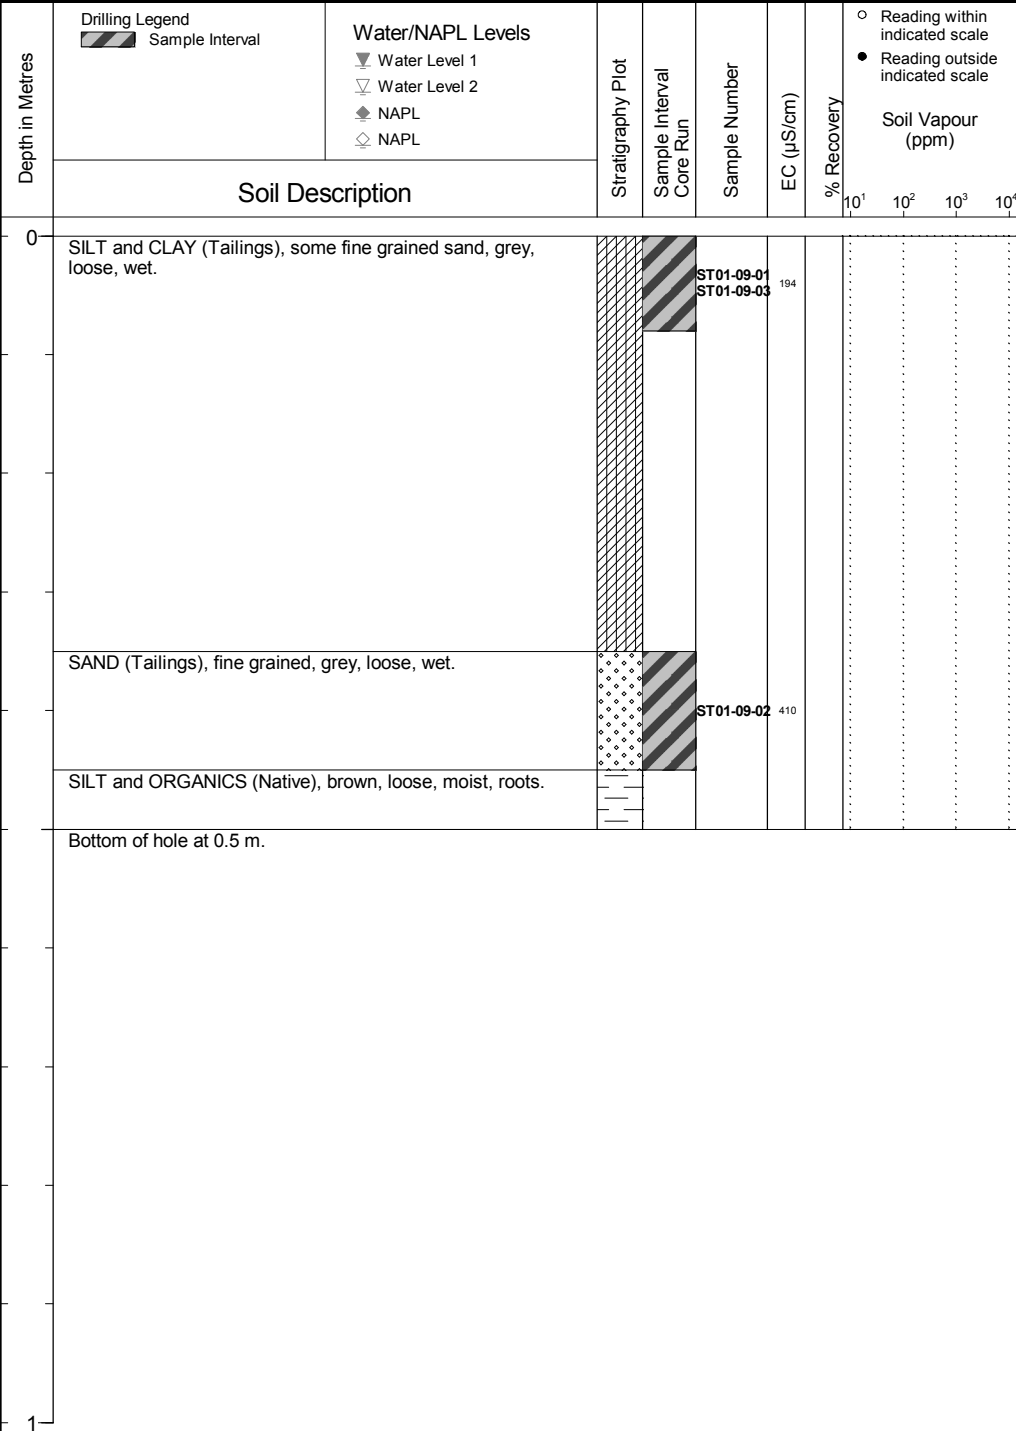 Drilling Legend
Sample Interval
Water/NAPL Levels
Water Level 1
Water Level 2
NAPL
NAPL
Depth in Metres
Soil Description
Stratigraphy Plot
Sample Interval
Core Run
Sample Number
EC (µS/cm)
% Recovery
Reading within
indicated scale
Reading outside
indicated scale
Soil Vapour
(ppm)
10¹ 10² 10³ 10⁴
0
SILT and CLAY (Tailings), some fine grained sand, grey,
loose, wet.
ST01-09-01
ST01-09-03
194
SAND (Tailings), fine grained, grey, loose, wet.
ST01-09-02 410
SILT and ORGANICS (Native), brown, loose, moist, roots.
Bottom of hole at 0.5 m.
1